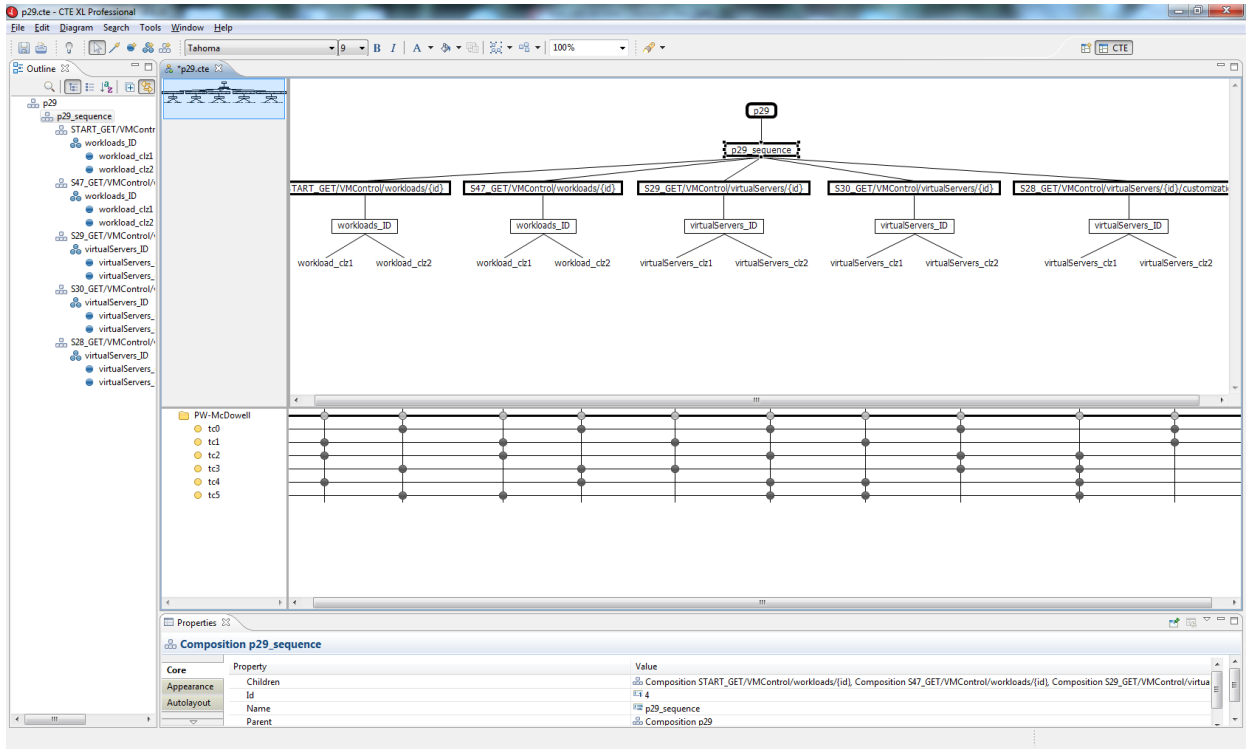 p29.cte - CTE XL Professional
File Edit Diagram Search Tools Window Help
Tahoma 9 B I A 100% CTE
Outline
*p29.cte
p29
p29_sequence
START_GET/VMContr
workloads_ID
workload_clz1
workload_clz2
S47_GET/VMControl/
workloads_ID
workload_clz1
workload_clz2
S29_GET/VMControl/
virtualServers_ID
virtualServers_
virtualServers_
S30_GET/VMControl/
virtualServers_ID
virtualServers_
virtualServers_
S28_GET/VMControl/
virtualServers_ID
virtualServers_
virtualServers_
p29
p29_sequence
TART_GET/VMControl/workloads/{id} S47_GET/VMControl/workloads/{id} S29_GET/VMControl/virtualServers/{id} S30_GET/VMControl/virtualServers/{id} S28_GET/VMControl/virtualServers/{id}/customizati
workloads_ID workloads_ID virtualServers_ID virtualServers_ID virtualServers_ID
workload_clz1 workload_clz2 workload_clz1 workload_clz2 virtualServers_clz1 virtualServers_clz2 virtualServers_clz1 virtualServers_clz2 virtualServers_clz1 virtualServers_clz2
PW-McDowell
tc0
tc1
tc2
tc3
tc4
tc5
Properties
Composition p29_sequence
Core
Appearance
Autolayout
Property Value
Children Composition START_GET/VMControl/workloads/{id}, Composition S47_GET/VMControl/workloads/{id}, Composition S29_GET/VMControl/virtua
Id 4
Name p29_sequence
Parent Composition p29